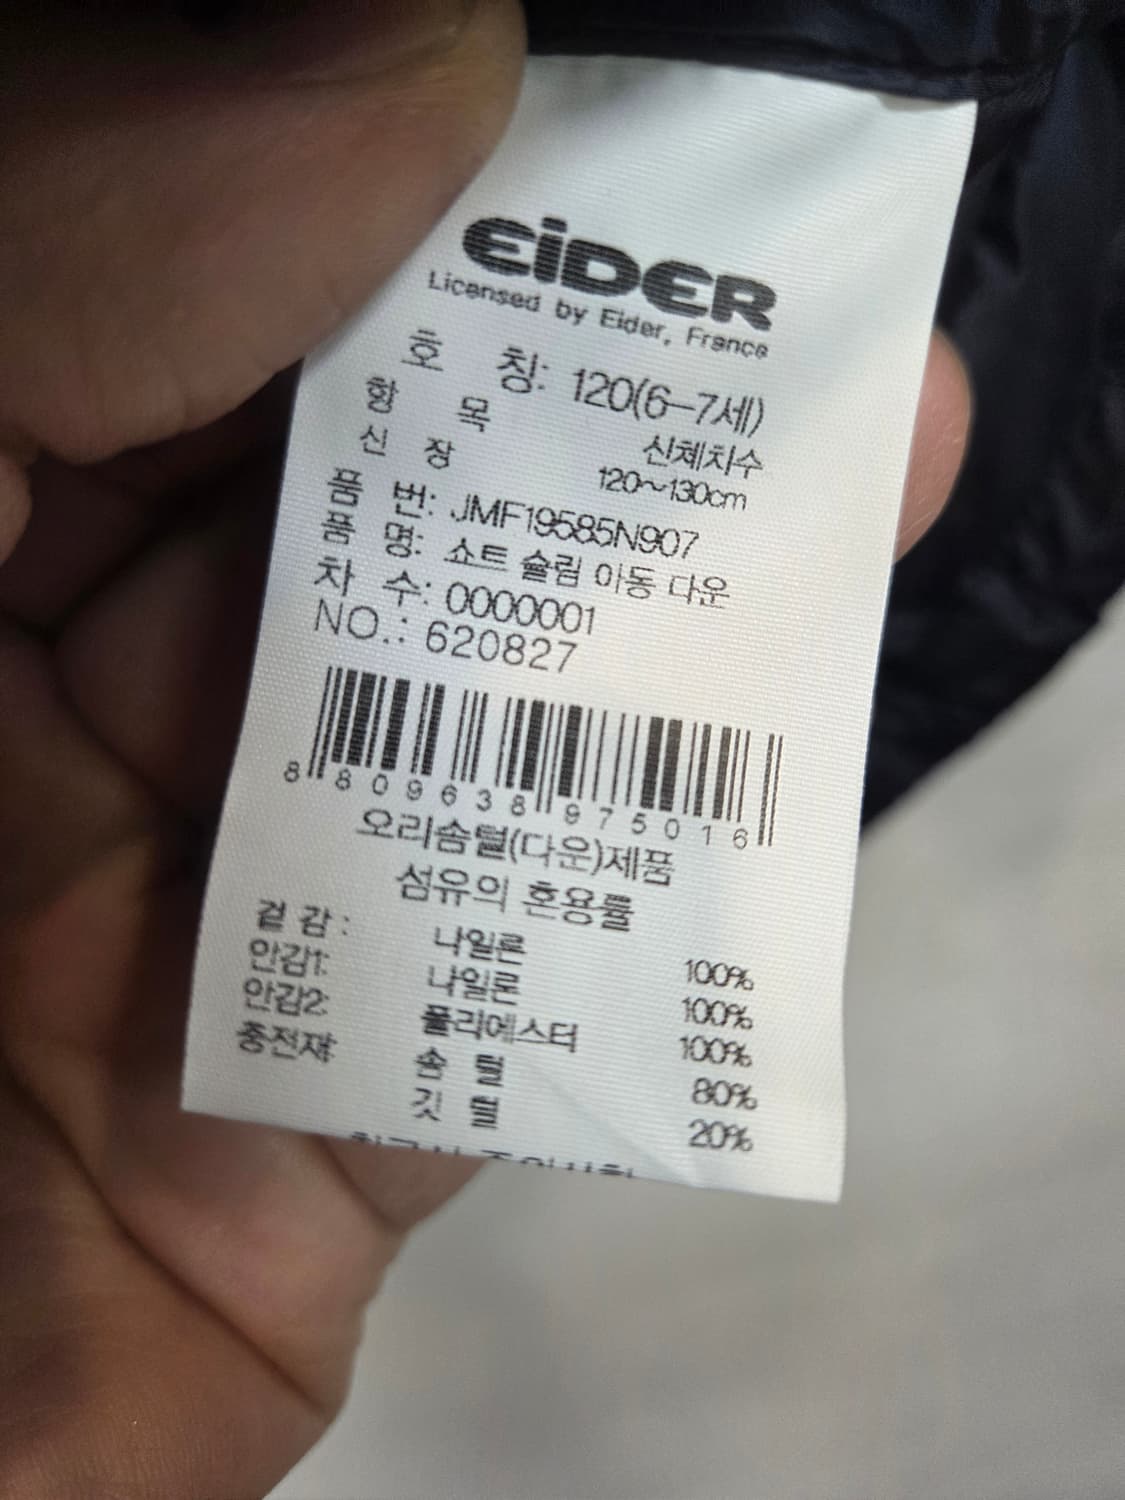 EiDER
Licensed by Eider, France
호 칭: 120(6-7세)
항 목 신체치수
신 장 120~130cm
품 번: JMF19585N907
품 명: 쇼트 슬림 아동 다운
차 수: 0000001
NO.: 620827
8 809638 975016
오리솜털(다운)제품
섬유의 혼용률
겉 감: 나일론 100%
안감1: 나일론 100%
안감2: 폴리에스터 100%
충전재: 솜 털 80%
깃 털 20%